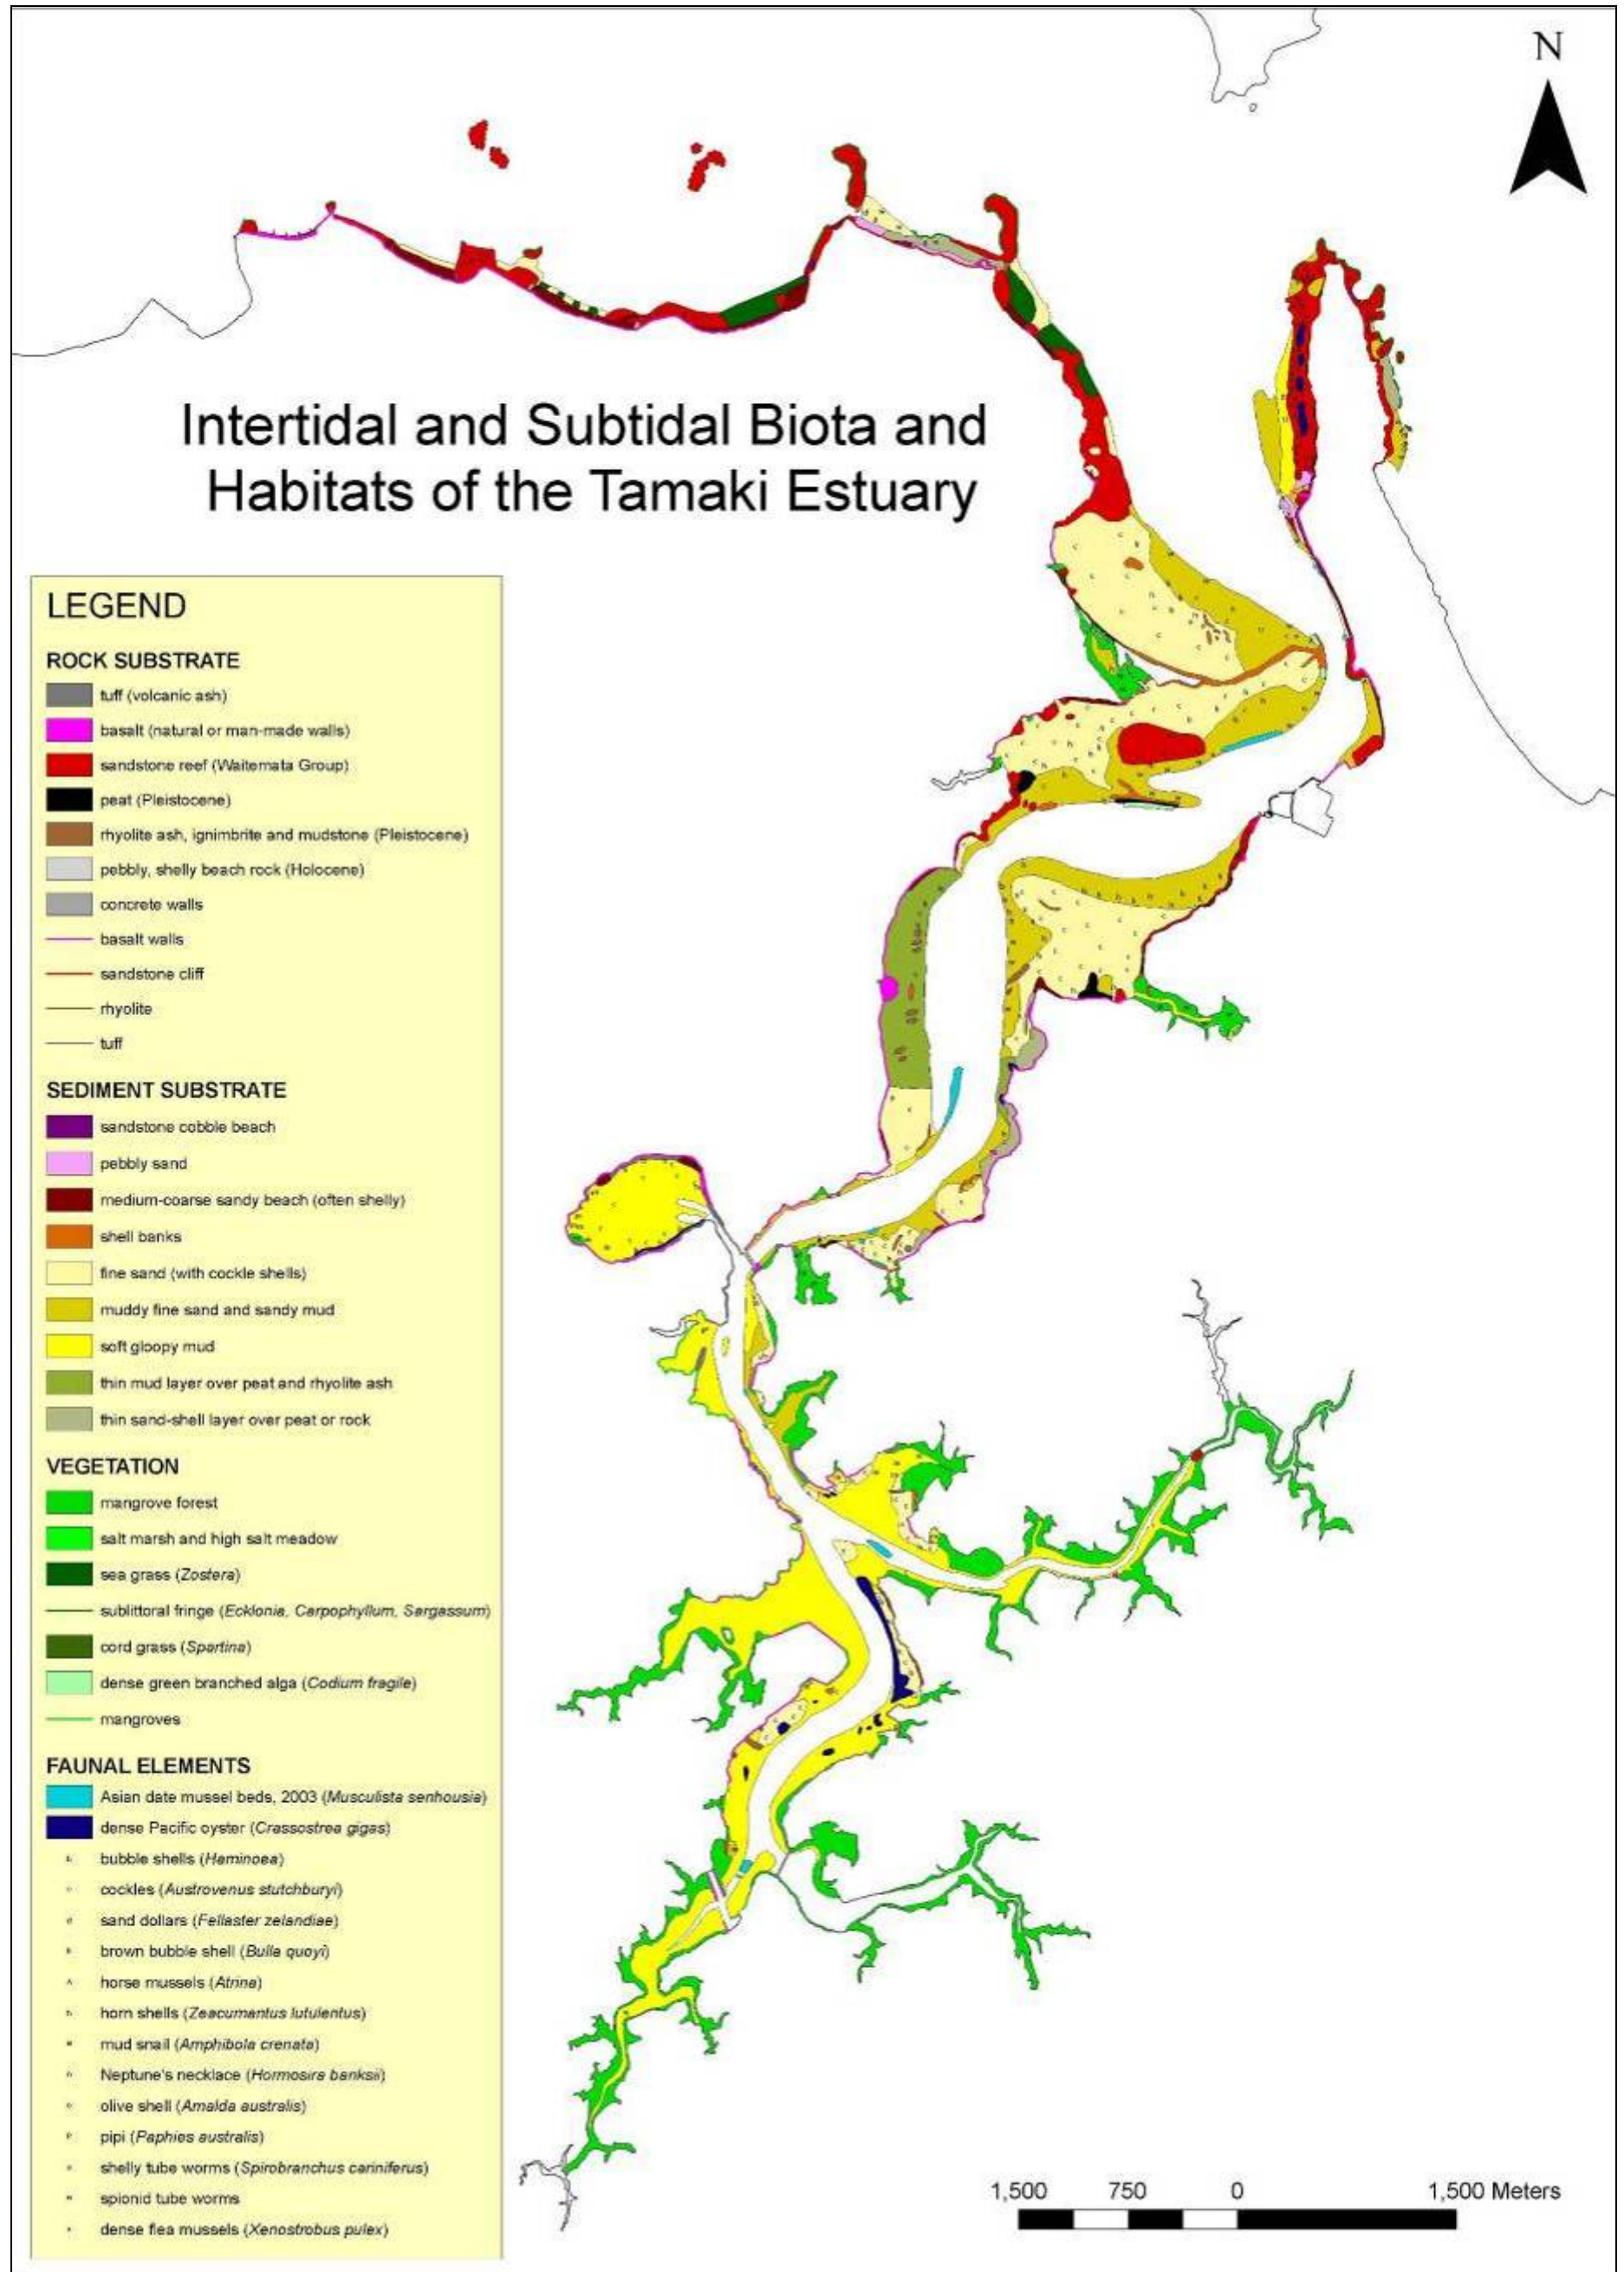 N
Intertidal and Subtidal Biota and
Habitats of the Tamaki Estuary
LEGEND
ROCK SUBSTRATE
tuff (volcanic ash)
basalt (natural or man-made walls)
sandstone reef (Waitemata Group)
peat (Pleistocene)
rhyolite ash, ignimbrite and mudstone (Pleistocene)
pebbly, shelly beach rock (Holocene)
concrete walls
basalt walls
sandstone cliff
rhyolite
tuff
SEDIMENT SUBSTRATE
sandstone cobble beach
pebbly sand
medium-coarse sandy beach (often shelly)
shell banks
fine sand (with cockle shells)
muddy fine sand and sandy mud
soft gloopy mud
thin mud layer over peat and rhyolite ash
thin sand-shell layer over peat or rock
VEGETATION
mangrove forest
salt marsh and high salt meadow
sea grass (Zostera)
sublittoral fringe (Ecklonia, Carpophyllum, Sargassum)
cord grass (Spartina)
dense green branched alga (Codium fragile)
mangroves
FAUNAL ELEMENTS
Asian date mussel beds, 2003 (Musculista senhousia)
dense Pacific oyster (Crassostrea gigas)
bubble shells (Haminoea)
cockles (Austrovenus stutchburyi)
sand dollars (Fellaster zelandiae)
brown bubble shell (Bulla quoyi)
horse mussels (Atrina)
horn shells (Zeacumantus lutulentus)
mud snail (Amphibola crenata)
Neptune's necklace (Hormosira banksii)
olive shell (Amalda australis)
pipi (Paphies australis)
shelly tube worms (Spirobranchus cariniferus)
spionid tube worms
dense flea mussels (Xenostrobus pulex)
1,500 750 0 1,500 Meters